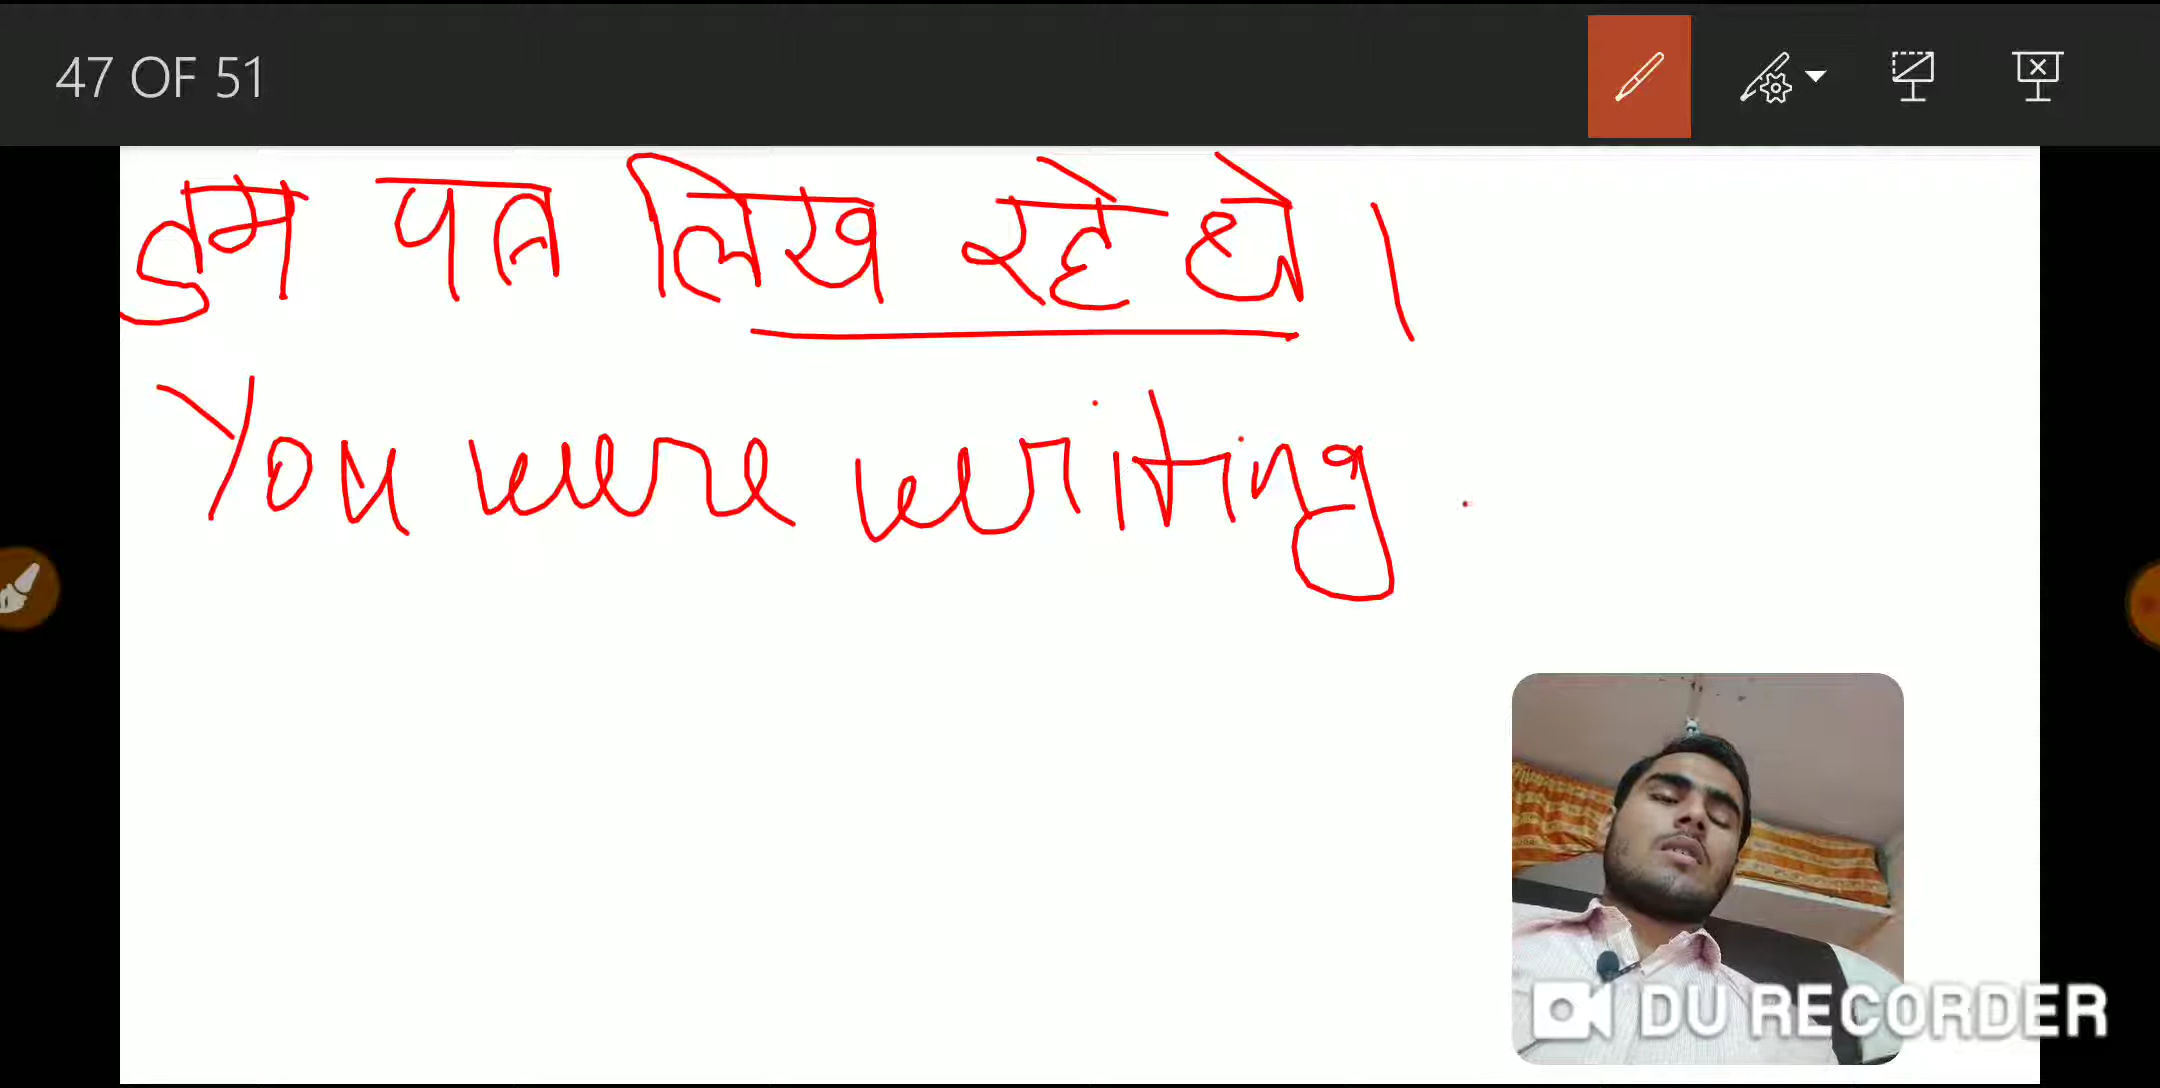 47 OF 51
तुम पत्र लिख रहे थे।
You were writing
DU RECORDER